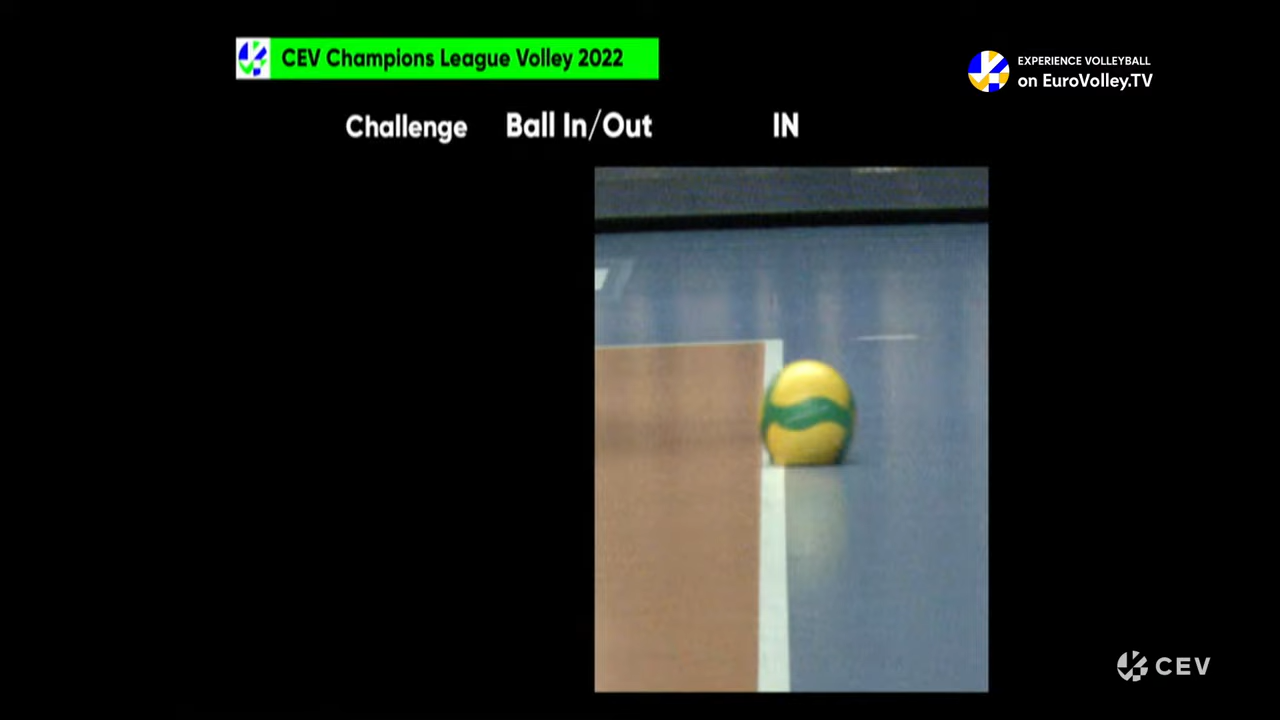 CEV Champions League Volley 2022
EXPERIENCE VOLLEYBALL
on EuroVolley.TV
Challenge Ball In/Out IN
CEV